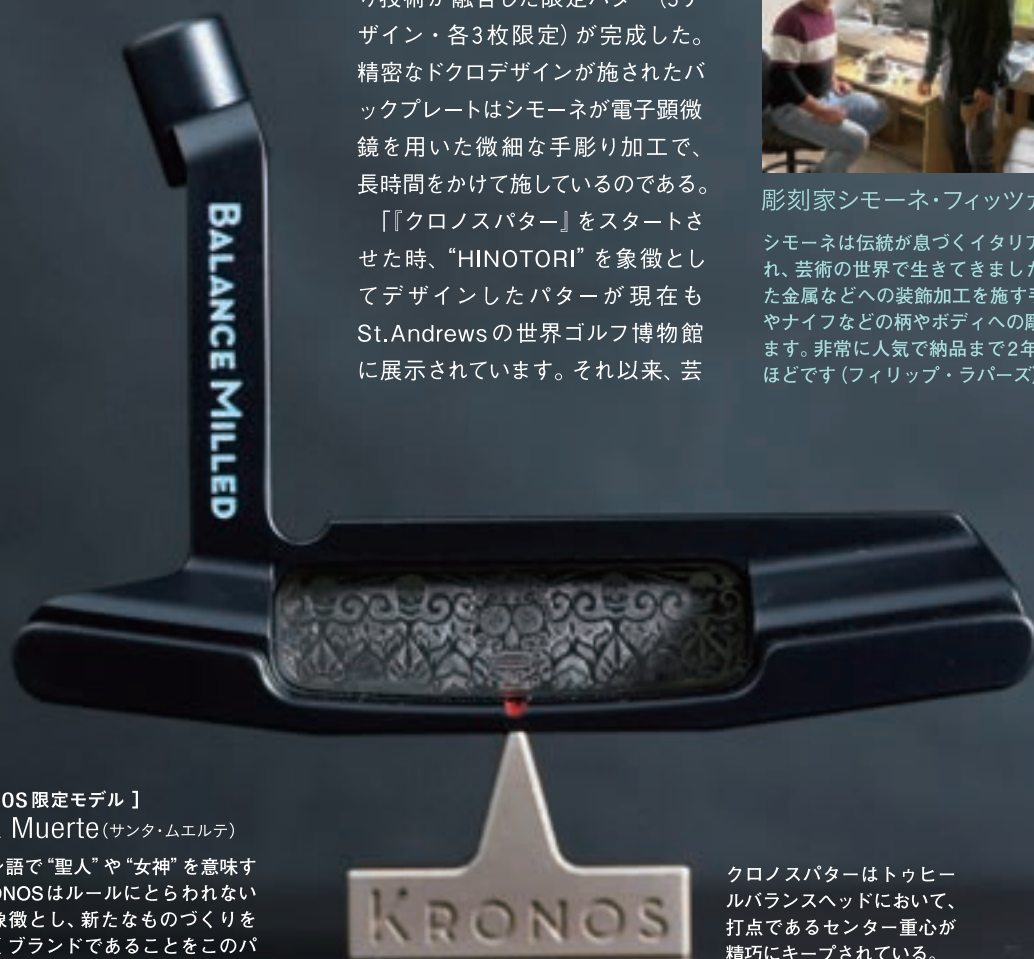 り技術が融合した限定パター(3デ
ザイン・各3枚限定)が完成した。
精密なドクロデザインが施されたバ
ックプレートはシモーネが電子顕微
鏡を用いた微細な手彫り加工で、
長時間をかけて施しているのである。
「『クロノスパター』をスタートさ
せた時、“HINOTORI” を象徴とし
てデザインしたパターが現在も
St.Andrewsの世界ゴルフ博物館
に展示されています。それ以来、芸
彫刻家シモーネ・フィッツ
シモーネは伝統が息づくイタリア
れ、芸術の世界で生きてきました
た金属などへの装飾加工を施す
やナイフなどの柄やボディへの
ます。非常に人気で納品まで2年
ほどです(フィリップ・ラパーズ)
BALANCE MILLED
OS限定モデル ]
Muerte(サンタ・ムエルテ)
語で“聖人”や“女神”を意味す
ONOSはルールにとらわれない
象徴とし、新たなものづくりを
ブランドであることをこのパ
KRONOS
クロノスパターはトゥヒー
ルバランスヘッドにおいて、
打点であるセンター重心が
精巧にキープされている。